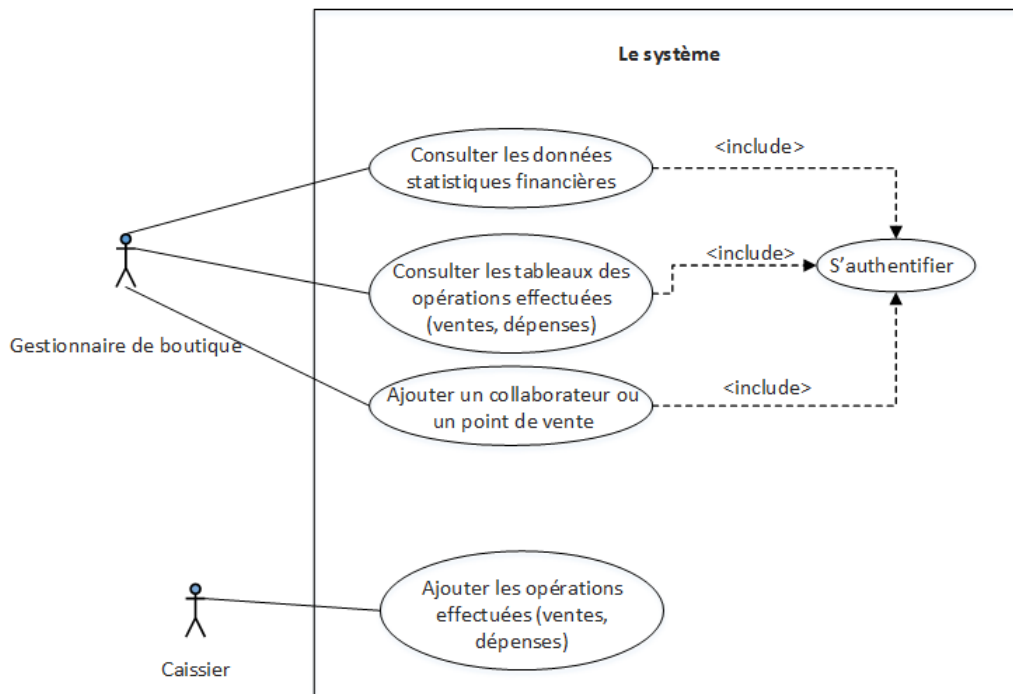 Le système
Consulter les données
statistiques financières
<include>
Consulter les tableaux des
opérations effectuées
(ventes, dépenses)
<include>
S'authentifier
Gestionnaire de boutique
Ajouter un collaborateur ou
un point de vente
<include>
Ajouter les opérations
effectuées (ventes,
dépenses)
Caissier